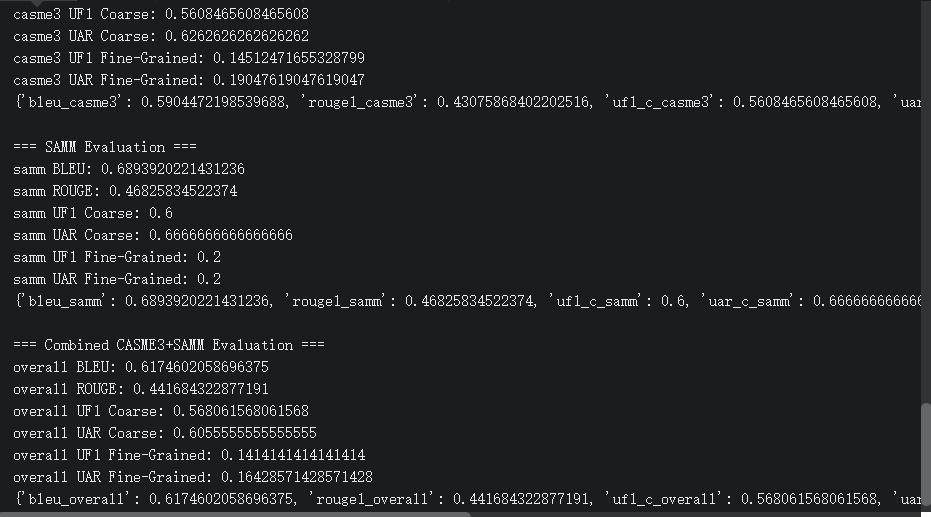 casme3 UF1 Coarse: 0.5608465608465608
casme3 UAR Coarse: 0.6262626262626262
casme3 UF1 Fine-Grained: 0.14512471655328799
casme3 UAR Fine-Grained: 0.19047619047619047
{'bleu_casme3': 0.5904472198539688, 'rouge1_casme3': 0.43075868402202516, 'uf1_c_casme3': 0.5608465608465608, 'uar
=== SAMM Evaluation ===
samm BLEU: 0.6893920221431236
samm ROUGE: 0.46825834522374
samm UF1 Coarse: 0.6
samm UAR Coarse: 0.6666666666666666
samm UF1 Fine-Grained: 0.2
samm UAR Fine-Grained: 0.2
{'bleu_samm': 0.6893920221431236, 'rouge1_samm': 0.46825834522374, 'uf1_c_samm': 0.6, 'uar_c_samm': 0.666666666666
=== Combined CASME3+SAMM Evaluation ===
overall BLEU: 0.6174602058696375
overall ROUGE: 0.441684322877191
overall UF1 Coarse: 0.568061568061568
overall UAR Coarse: 0.6055555555555555
overall UF1 Fine-Grained: 0.1414141414141414
overall UAR Fine-Grained: 0.16428571428571428
{'bleu_overall': 0.6174602058696375, 'rouge1_overall': 0.441684322877191, 'uf1_c_overall': 0.568061568061568, 'uar